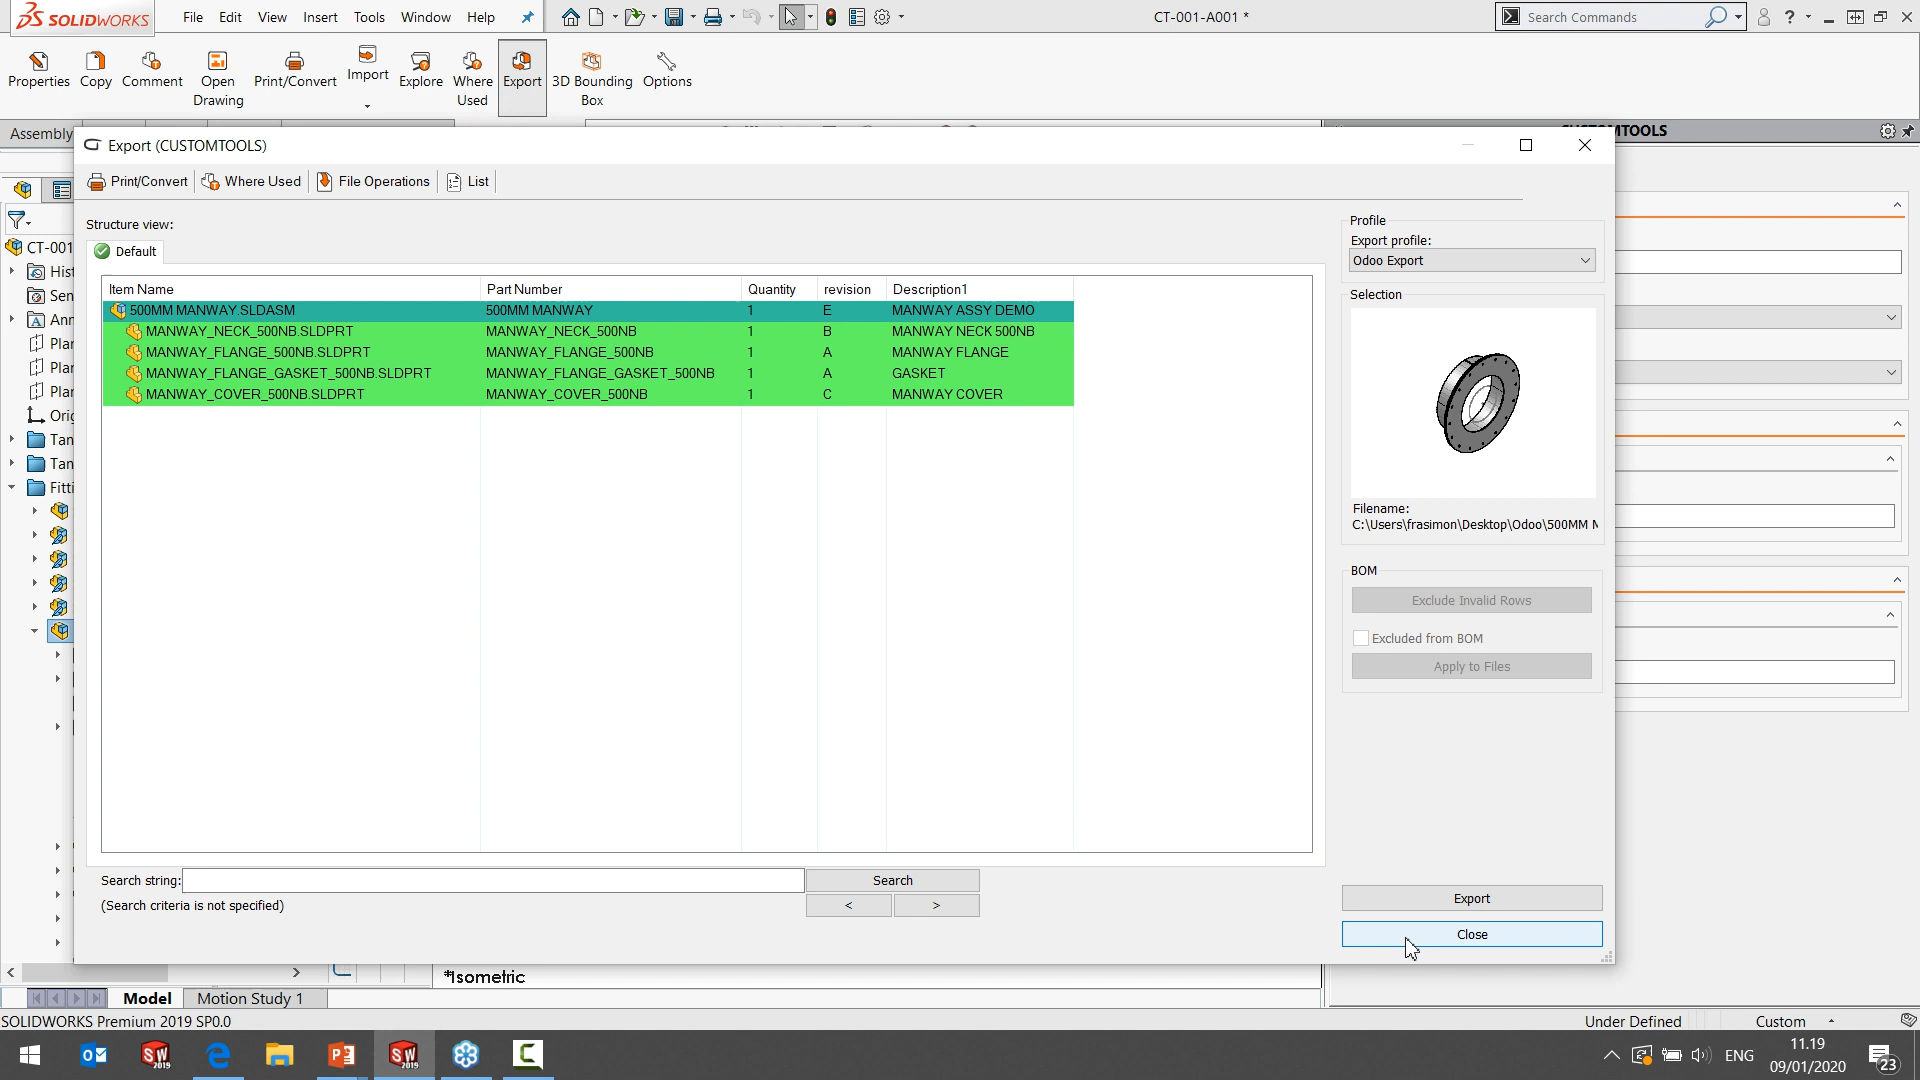 SOLIDWORKS File Edit View Insert Tools Window Help CT-001-A001 * Search Commands ?
Properties Copy Comment Open Drawing Print/Convert Import Explore Where Used Export 3D Bounding Box Options
Assembly
Export (CUSTOMTOOLS)
Print/Convert Where Used File Operations List
Structure view:
Default
Item Name Part Number Quantity revision Description1
500MM MANWAY.SLDASM 500MM MANWAY 1 E MANWAY ASSY DEMO
MANWAY_NECK_500NB.SLDPRT MANWAY_NECK_500NB 1 B MANWAY NECK 500NB
MANWAY_FLANGE_500NB.SLDPRT MANWAY_FLANGE_500NB 1 A MANWAY FLANGE
MANWAY_FLANGE_GASKET_500NB.SLDPRT MANWAY_FLANGE_GASKET_500NB 1 A GASKET
MANWAY_COVER_500NB.SLDPRT MANWAY_COVER_500NB 1 C MANWAY COVER
Search string: Search
(Search criteria is not specified) < >
Profile
Export profile:
Odoo Export
Selection
Filename:
C:\Users\frasimon\Desktop\Odoo\500MM M
BOM
Exclude Invalid Rows
Excluded from BOM
Apply to Files
Export
Close
CT-001
Hist
Sen
Ann
Plan
Plan
Plan
Orig
Tan
Tan
Fitti
*Isometric
Model Motion Study 1
SOLIDWORKS Premium 2019 SP0.0 Under Defined Custom
ENG 11.19
09/01/2020 23